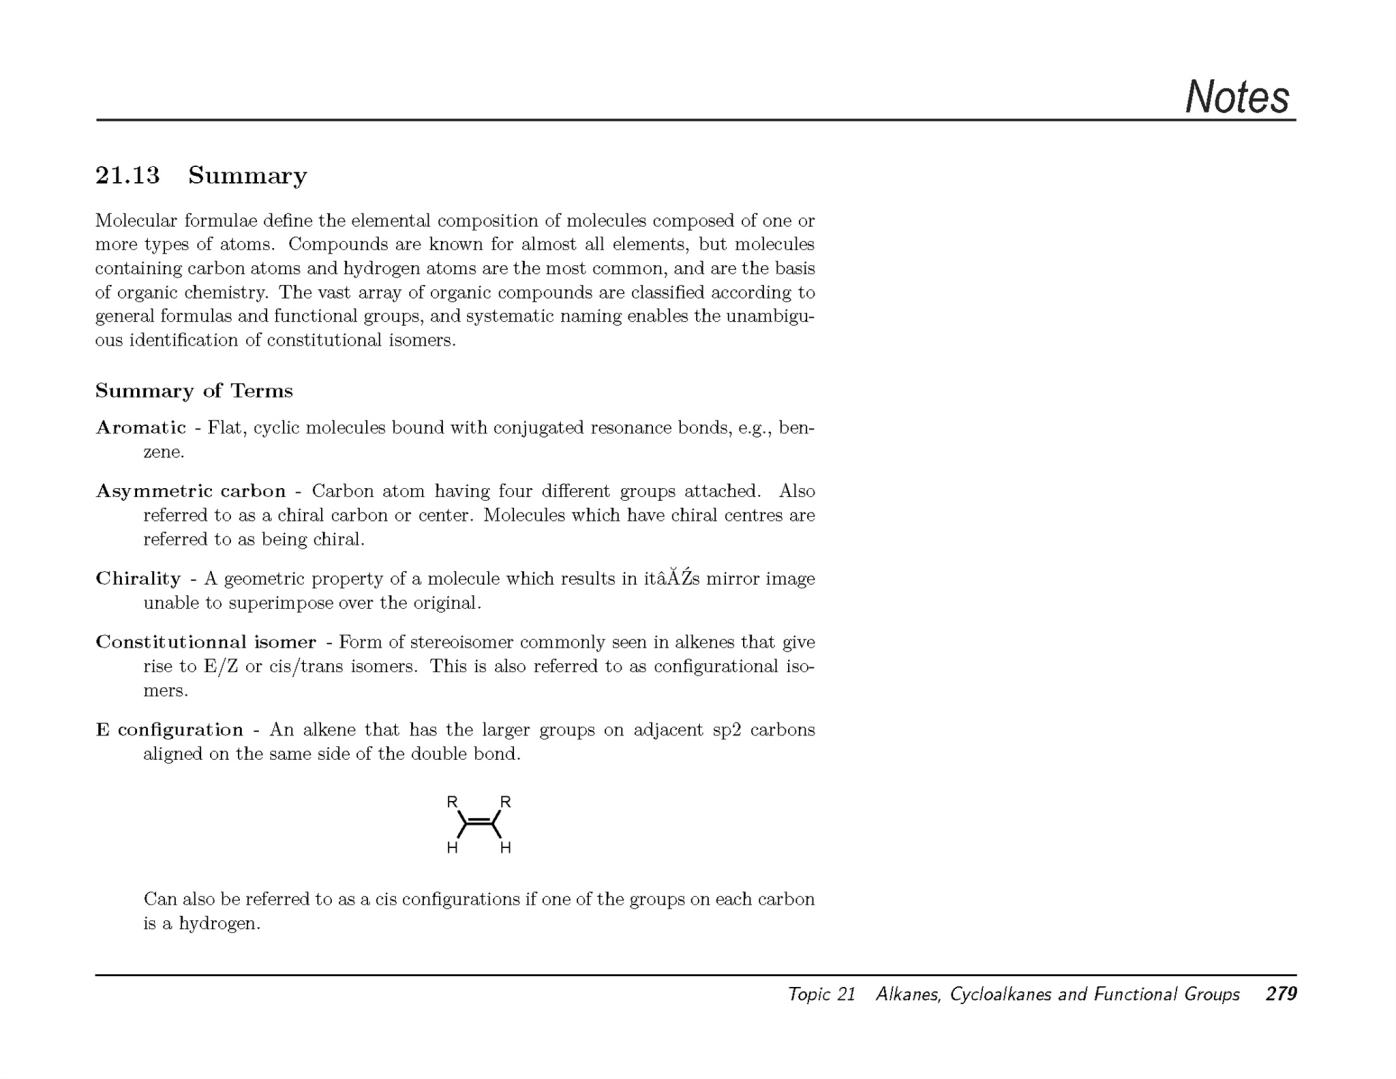 Notes
21.13 Summary
Molecular formulae define the elemental composition of molecules composed of one or
more types of atoms. Compounds are known for almost all elements, but molecules
containing carbon atoms and hydrogen atoms are the most common, and are the basis
of organic chemistry. The vast array of organic compounds are classified according to
general formulas and functional groups, and systematic naming enables the unambigu-
ous identification of constitutional isomers.
Summary of Terms
Aromatic - Flat, cyclic molecules bound with conjugated resonance bonds, e.g., ben-
zene.
Asymmetric carbon - Carbon atom having four different groups attached. Also
referred to as a chiral carbon or center. Molecules which have chiral centres are
referred to as being chiral.
Chirality - A geometric property of a molecule which results in itâĂŹs mirror image
unable to superimpose over the original.
Constitutionnal isomer - Form of stereoisomer commonly seen in alkenes that give
rise to E/Z or cis/trans isomers. This is also referred to as configurational iso-
mers.
E configuration - An alkene that has the larger groups on adjacent sp2 carbons
aligned on the same side of the double bond.
R R
H H
Can also be referred to as a cis configurations if one of the groups on each carbon
is a hydrogen.
Topic 21 Alkanes, Cycloalkanes and Functional Groups 279